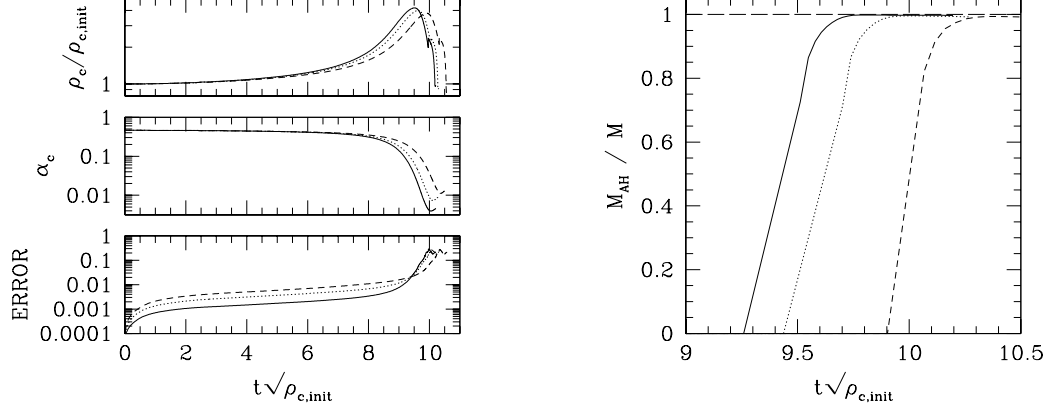 ρc/ρc,init
1
αc
1
0.1
0.01
ERROR
1
0.1
0.01
0.001
0.0001
0 2 4 6 8 10
t√ρc,init
MAH / M
1
0.8
0.6
0.4
0.2
0
9 9.5 10 10.5
t√ρc,init